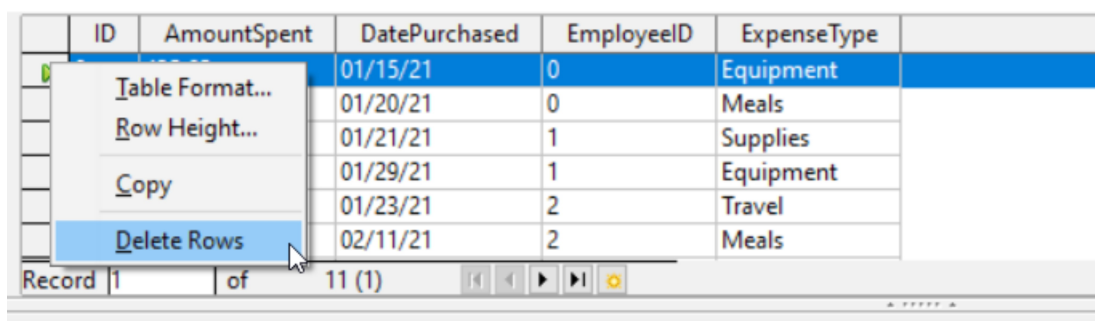 ID AmountSpent DatePurchased EmployeeID ExpenseType
01/15/21 0 Equipment
Table Format...
01/20/21 0 Meals
Row Height...
01/21/21 1 Supplies
01/29/21 1 Equipment
Copy
01/23/21 2 Travel
Delete Rows
02/11/21 2 Meals
Record 1 of 11 (1)